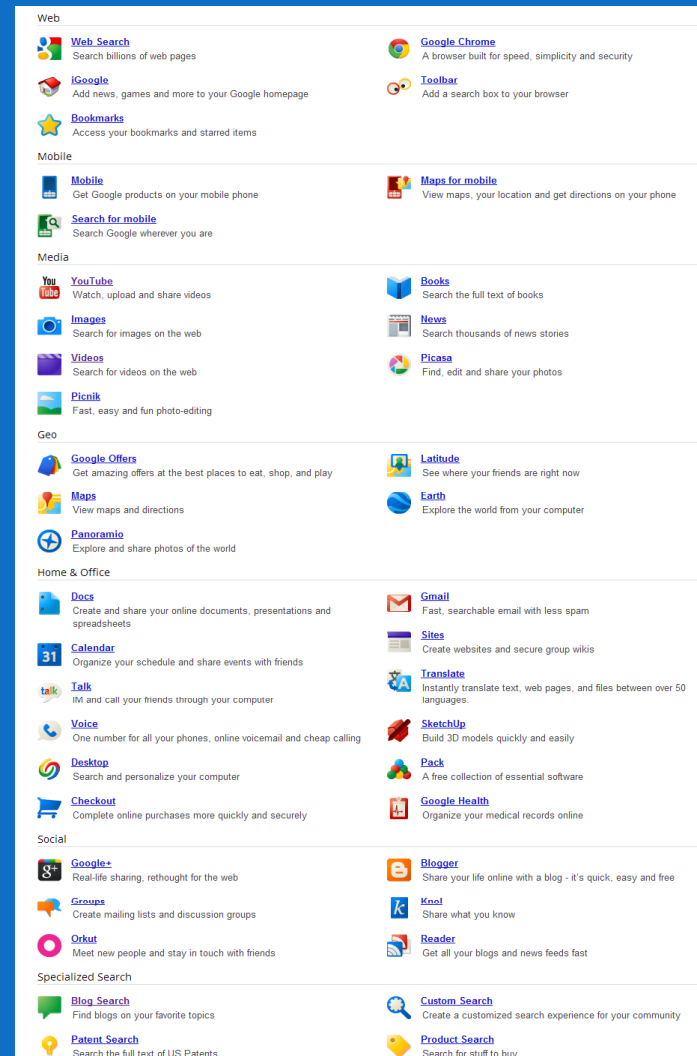 Web
Web Search
Search billions of web pages
Google Chrome
A browser built for speed, simplicity and security
iGoogle
Add news, games and more to your Google homepage
Toolbar
Add a search box to your browser
Bookmarks
Access your bookmarks and starred items
Mobile
Mobile
Get Google products on your mobile phone
Maps for mobile
View maps, your location and get directions on your phone
Search for mobile
Search Google wherever you are
Media
You
Tube
YouTube
Watch, upload and share videos
Books
Search the full text of books
Images
Search for images on the web
News
Search thousands of news stories
Videos
Search for videos on the web
Picasa
Find, edit and share your photos
Picnik
Fast, easy and fun photo-editing
Geo
Google Offers
Get amazing offers at the best places to eat, shop, and play
Latitude
See where your friends are right now
Maps
View maps and directions
Earth
Explore the world from your computer
Panoramio
Explore and share photos of the world
Home & Office
Docs
Create and share your online documents, presentations and
spreadsheets
Gmail
Fast, searchable email with less spam
Sites
Create websites and secure group wikis
31
Calendar
Organize your schedule and share events with friends
Translate
Instantly translate text, web pages, and files between over 50
languages.
talk
Talk
IM and call your friends through your computer
Voice
One number for all your phones, online voicemail and cheap calling
SketchUp
Build 3D models quickly and easily
Desktop
Search and personalize your computer
Pack
A free collection of essential software
Checkout
Complete online purchases more quickly and securely
Google Health
Organize your medical records online
Social
g+
Google+
Real-life sharing, rethought for the web
Blogger
Share your life online with a blog - it's quick, easy and free
Groups
Create mailing lists and discussion groups
k
Knol
Share what you know
Orkut
Meet new people and stay in touch with friends
Reader
Get all your blogs and news feeds fast
Specialized Search
Blog Search
Find blogs on your favorite topics
Custom Search
Create a customized search experience for your community
Patent Search
Search the full text of US Patents
Product Search
Search for stuff to buy